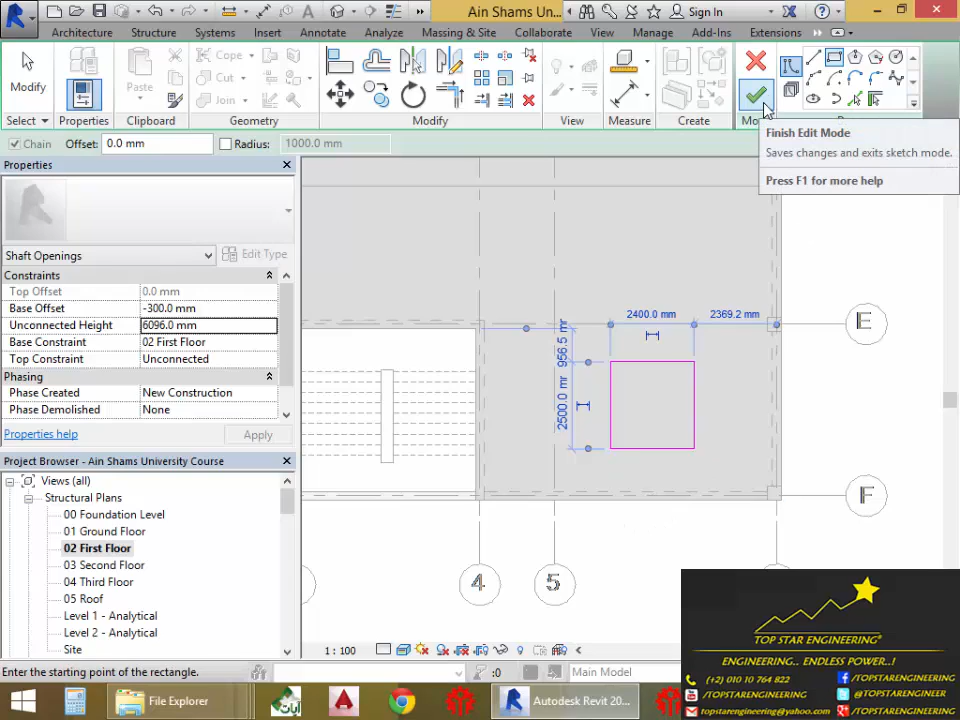 Ain Shams Un...
Sign In
Architecture Structure Systems Insert Annotate Analyze Massing & Site Collaborate View Manage Add-Ins Extensions
Modify
Paste
Cope
Cut
Join
Select Properties Clipboard Geometry Modify View Measure Create
Finish Edit Mode
Saves changes and exits sketch mode.
Press F1 for more help
Chain Offset: 0.0 mm Radius: 1000.0 mm
Properties
Shaft Openings Edit Type
Constraints
Top Offset 0.0 mm
Base Offset -300.0 mm
Unconnected Height 6096.0 mm
Base Constraint 02 First Floor
Top Constraint Unconnected
Phasing
Phase Created New Construction
Phase Demolished None
Properties help Apply
Project Browser - Ain Shams University Course
Views (all)
Structural Plans
00 Foundation Level
01 Ground Floor
02 First Floor
03 Second Floor
04 Third Floor
05 Roof
Level 1 - Analytical
Level 2 - Analytical
Site
2400.0 mm 2369.2 mm
956.5 mr
2500.0 mr
E
F
4 5
1 : 100
Enter the starting point of the rectangle.
:0 Main Model
TOP STAR ENGINEERING®
ENGINEERING.. ENDLESS POWER..!
(+2) 010 10 764 822 /TOPSTARENGINEERING
/TOPSTARENGINEERING @TOPSTARENGINEER
topstarengineering@yahoo.com /TOPSTARENGINEERING
File Explorer
Autodesk Revit 20...